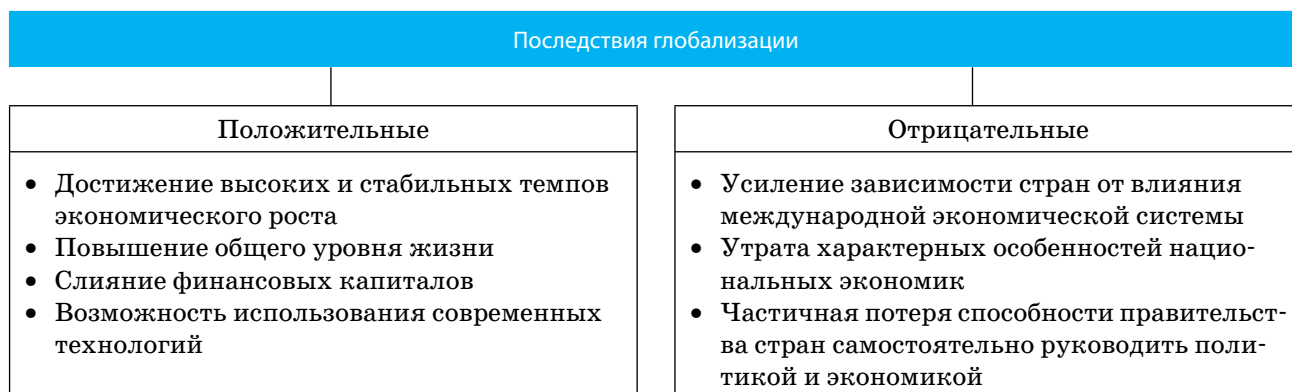 Последствия глобализации
Положительные
• Достижение высоких и стабильных темпов
экономического роста
• Повышение общего уровня жизни
• Слияние финансовых капиталов
• Возможность использования современных
технологий
Отрицательные
• Усиление зависимости стран от влияния
международной экономической системы
• Утрата характерных особенностей нацио-
нальных экономик
• Частичная потеря способности правительст-
ва стран самостоятельно руководить поли-
тикой и экономикой